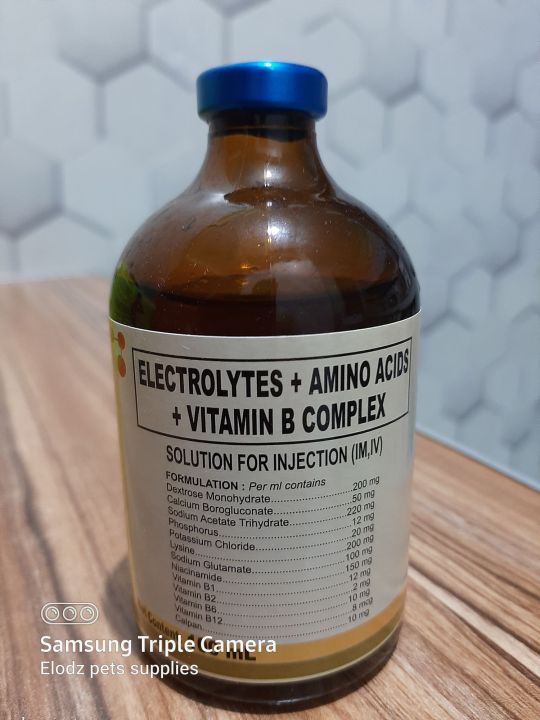 ELECTROLYTES + AMINO ACIDS
+ VITAMIN B COMPLEX
SOLUTION FOR INJECTION (IM,IV)
FORMULATION : Per ml contains
Dextrose Monohydrate..................200 mg
Calcium Borogluconate..................50 mg
Sodium Acetate Trihydrate..................220 mg
Phosphorus..................12 mg
Potassium Chloride..................20 mg
Lysine..................200 mg
Sodium Glutamate..................100 mg
Niacinamide..................150 mg
Vitamin B1..................12 mg
Vitamin B2..................2 mg
Vitamin B6..................10 mg
Vitamin B12..................8 mcg
Calpan..................10 mg
Samsung Triple Camera
Elodz pets supplies